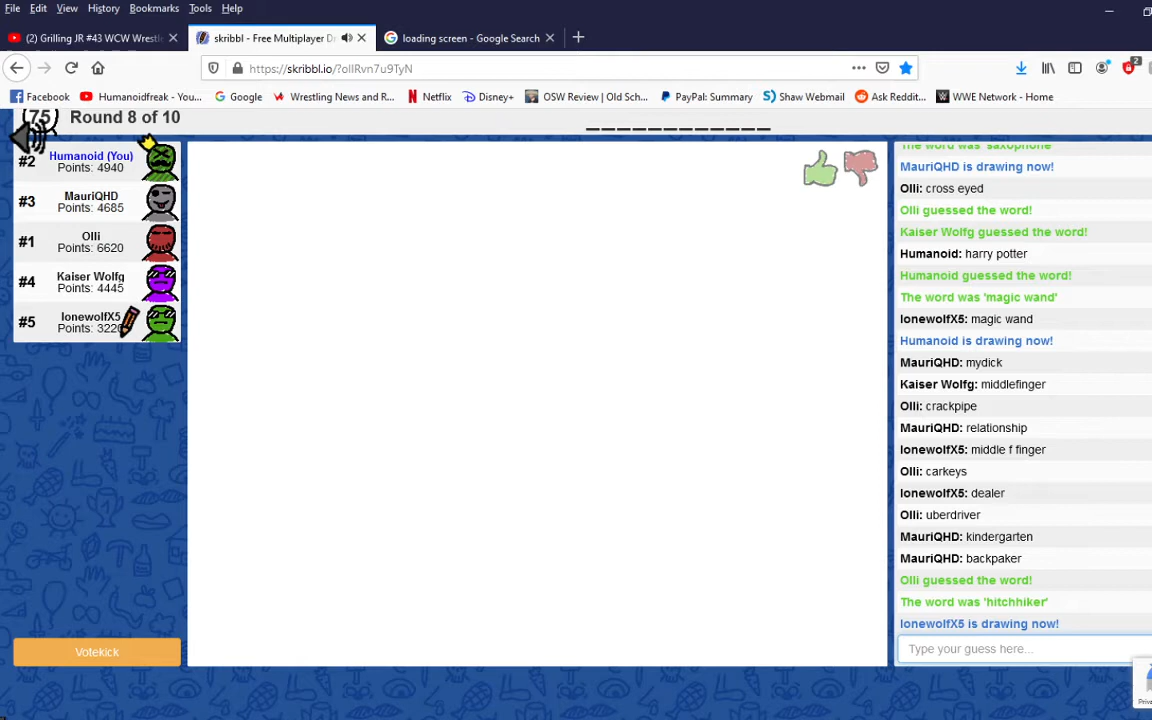 File Edit View History Bookmarks Tools Help
(2) Grilling JR #43 WCW Wrestl
skribbl - Free Multiplayer Dr
loading screen - Google Search
https://skribbl.io/?olIRvn7u9TyN
Facebook
Humanoidfreak - You...
Google
Wrestling News and R...
Netflix
Disney+
OSW Review | Old Sch...
PayPal: Summary
Shaw Webmail
Ask Reddit...
WWE Network - Home
2
75
Round 8 of 10
____________
#2
Humanoid (You)
Points: 4940
#3
MauriQHD
Points: 4685
#1
Olli
Points: 6620
#4
Kaiser Wolfg
Points: 4445
#5
lonewolfX5
Points: 3220
Votekick
The word was 'saxophone'
MauriQHD is drawing now!
Olli: cross eyed
Olli guessed the word!
Kaiser Wolfg guessed the word!
Humanoid: harry potter
Humanoid guessed the word!
The word was 'magic wand'
lonewolfX5: magic wand
Humanoid is drawing now!
MauriQHD: mydick
Kaiser Wolfg: middlefinger
Olli: crackpipe
MauriQHD: relationship
lonewolfX5: middle f finger
Olli: carkeys
lonewolfX5: dealer
Olli: uberdriver
MauriQHD: kindergarten
MauriQHD: backpaker
Olli guessed the word!
The word was 'hitchhiker'
lonewolfX5 is drawing now!
Type your guess here...
Priva